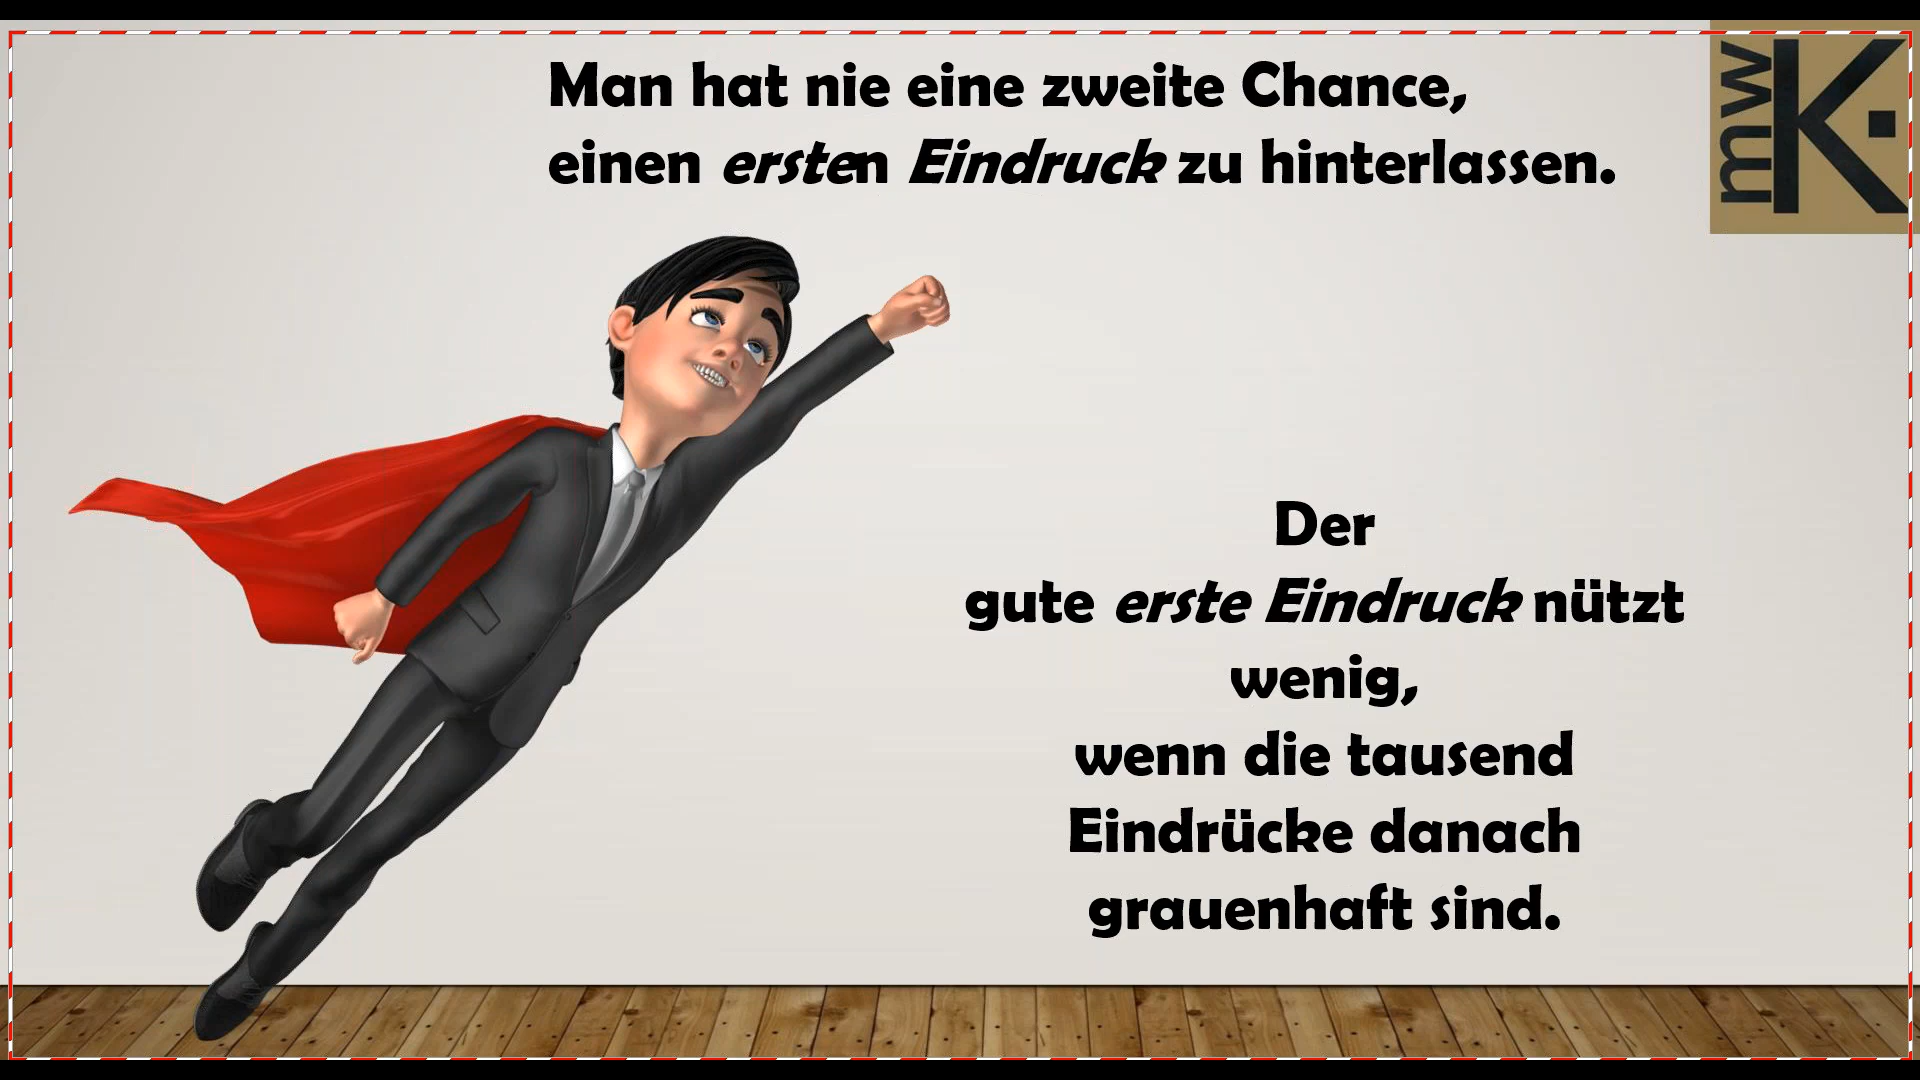 Man hat nie eine zweite Chance,
einen ersten Eindruck zu hinterlassen.
mw
K.
Der
gute erste Eindruck nützt
wenig,
wenn die tausend
Eindrücke danach
grauenhaft sind.